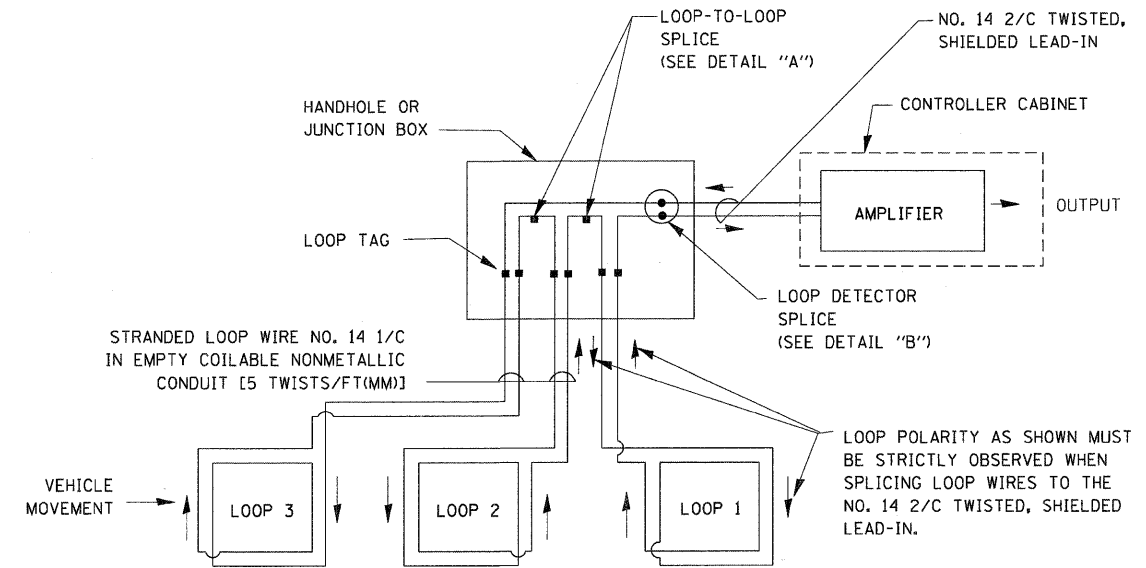 LOOP-TO-LOOP
SPLICE
(SEE DETAIL "A")
NO. 14 2/C TWISTED,
SHIELDED LEAD-IN
HANDHOLE OR
JUNCTION BOX
CONTROLLER CABINET
AMPLIFIER
OUTPUT
LOOP TAG
LOOP DETECTOR
SPLICE
(SEE DETAIL "B")
STRANDED LOOP WIRE NO. 14 1/C
IN EMPTY COILABLE NONMETALLIC
CONDUIT [5 TWISTS/FT(MM)]
LOOP POLARITY AS SHOWN MUST
BE STRICTLY OBSERVED WHEN
SPLICING LOOP WIRES TO THE
NO. 14 2/C TWISTED, SHIELDED
LEAD-IN.
VEHICLE
MOVEMENT
LOOP 3
LOOP 2
LOOP 1